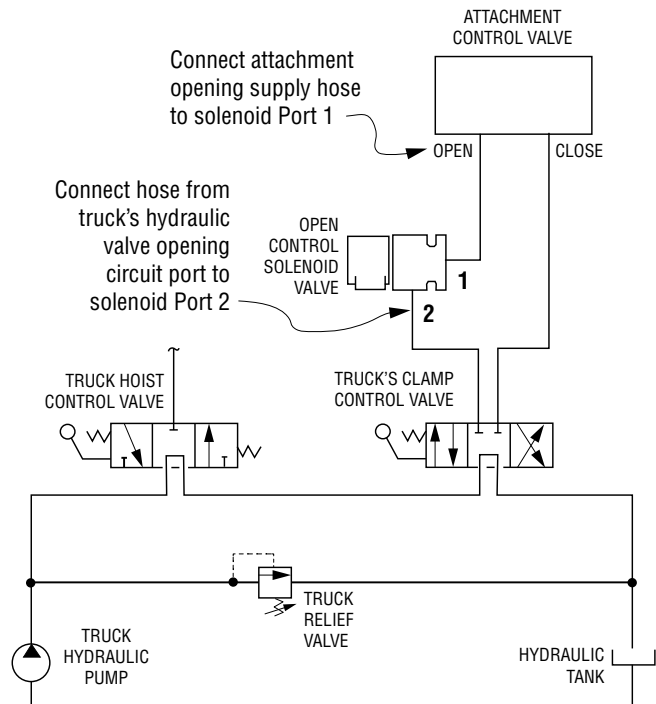 ATTACHMENT
CONTROL VALVE
Connect attachment
opening supply hose
to solenoid Port 1
OPEN
CLOSE
Connect hose from
truck’s hydraulic
valve opening
circuit port to
solenoid Port 2
OPEN
CONTROL
SOLENOID
VALVE
1
2
TRUCK HOIST
CONTROL VALVE
TRUCK’S CLAMP
CONTROL VALVE
TRUCK
RELIEF
VALVE
TRUCK
HYDRAULIC
PUMP
HYDRAULIC
TANK